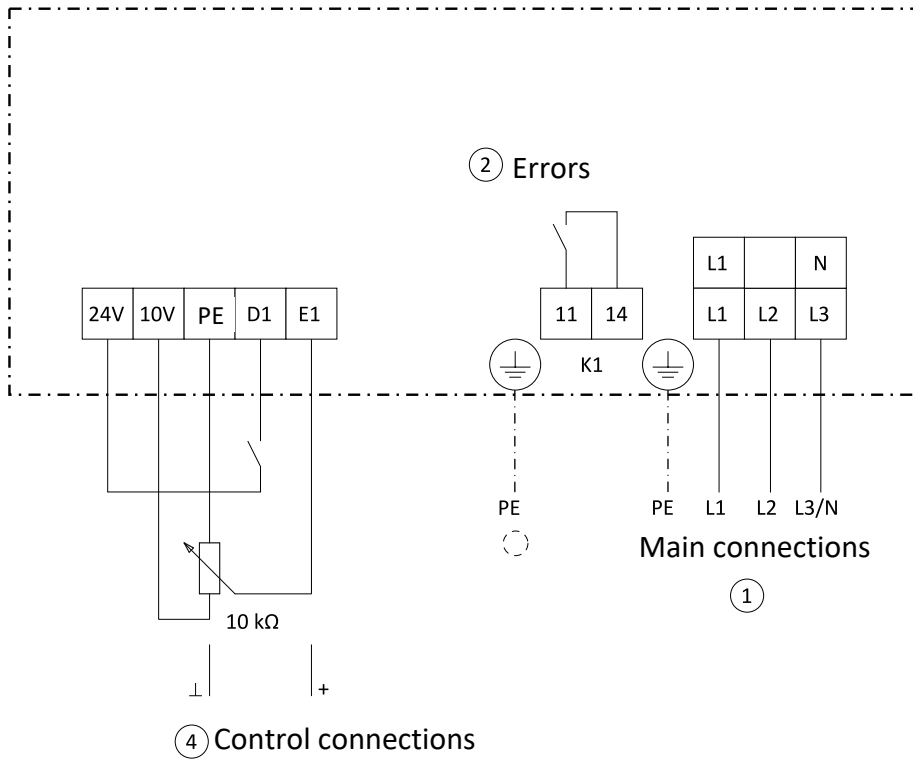 2 Errors
L1 N
24V 10V PE D1 E1 11 14 L1 L2 L3
K1
PE PE L1 L2 L3/N
Main connections
1
10 kΩ
⊥ +
4 Control connections